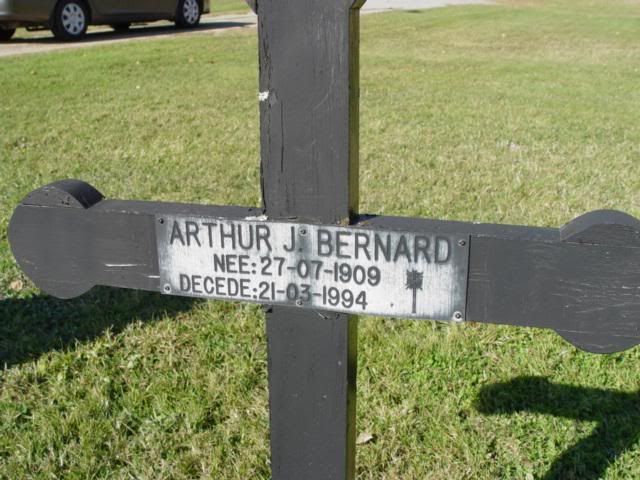 ARTHUR J. BERNARD
NEE:27-07-1909
DECEDE:21-03-1994